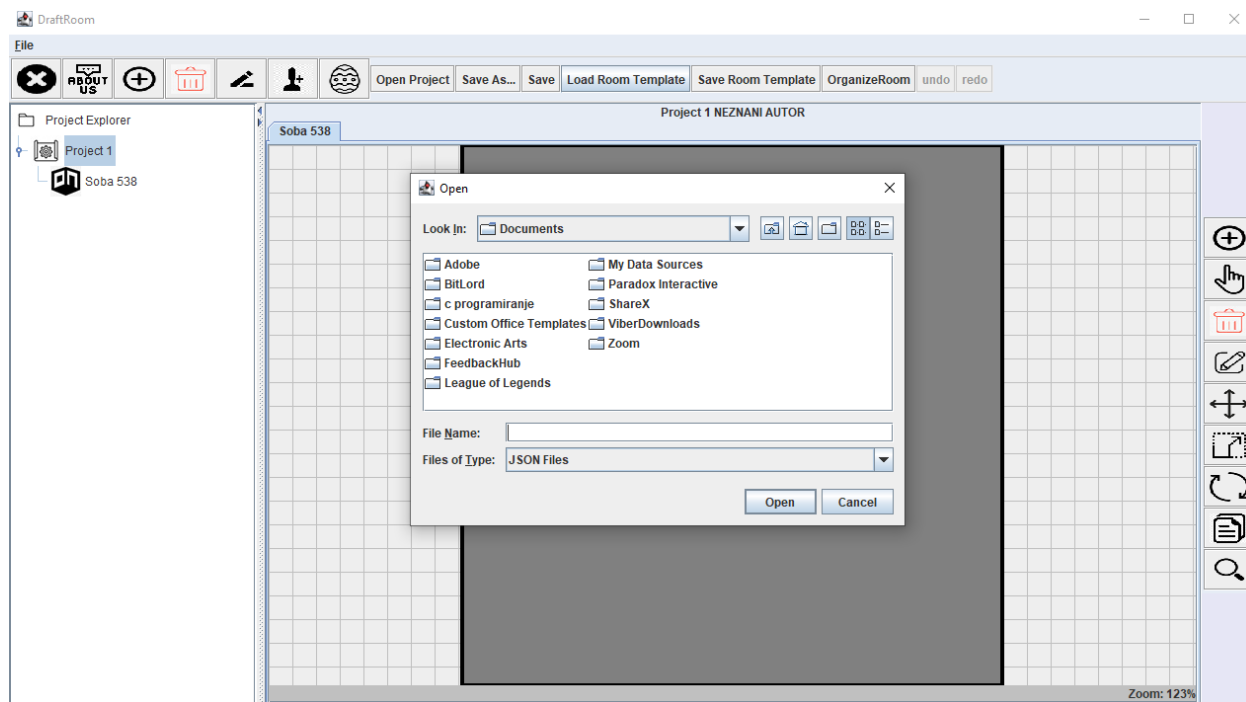 DraftRoom
File
ABOUT US Open Project Save As... Save Load Room Template Save Room Template OrganizeRoom undo redo
Project Explorer
Project 1
Soba 538
Project 1 NEZNANI AUTOR
Soba 538
Open
Look In: Documents
Adobe
BitLord
c programiranje
Custom Office Templates
Electronic Arts
FeedbackHub
League of Legends
My Data Sources
Paradox Interactive
ShareX
ViberDownloads
Zoom
File Name:
Files of Type: JSON Files
Open Cancel
Zoom: 123%